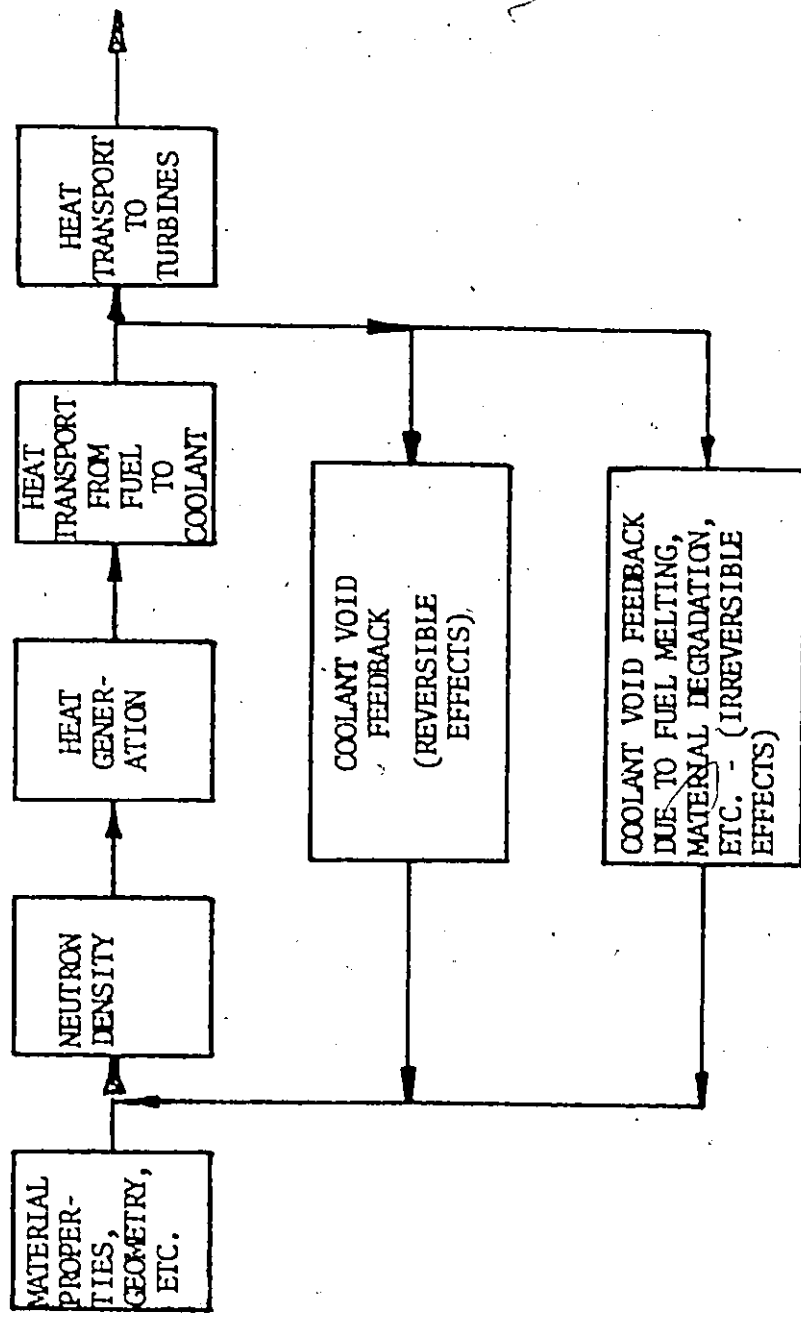 MATERIAL
PROPER-
TIES,
GEOMETRY,
ETC.
NEUTRON
DENSITY
HEAT
GENER-
ATION
HEAT
TRANSPORT
FROM
FUEL
TO
COOLANT
HEAT
TRANSPORT
TO
TURBINES
COOLANT VOID
FEEDBACK
(REVERSIBLE
EFFECTS)
COOLANT VOID FEEDBACK
DUE TO FUEL MELTING,
MATERIAL DEGRADATION,
ETC. - (IRREVERSIBLE
EFFECTS)